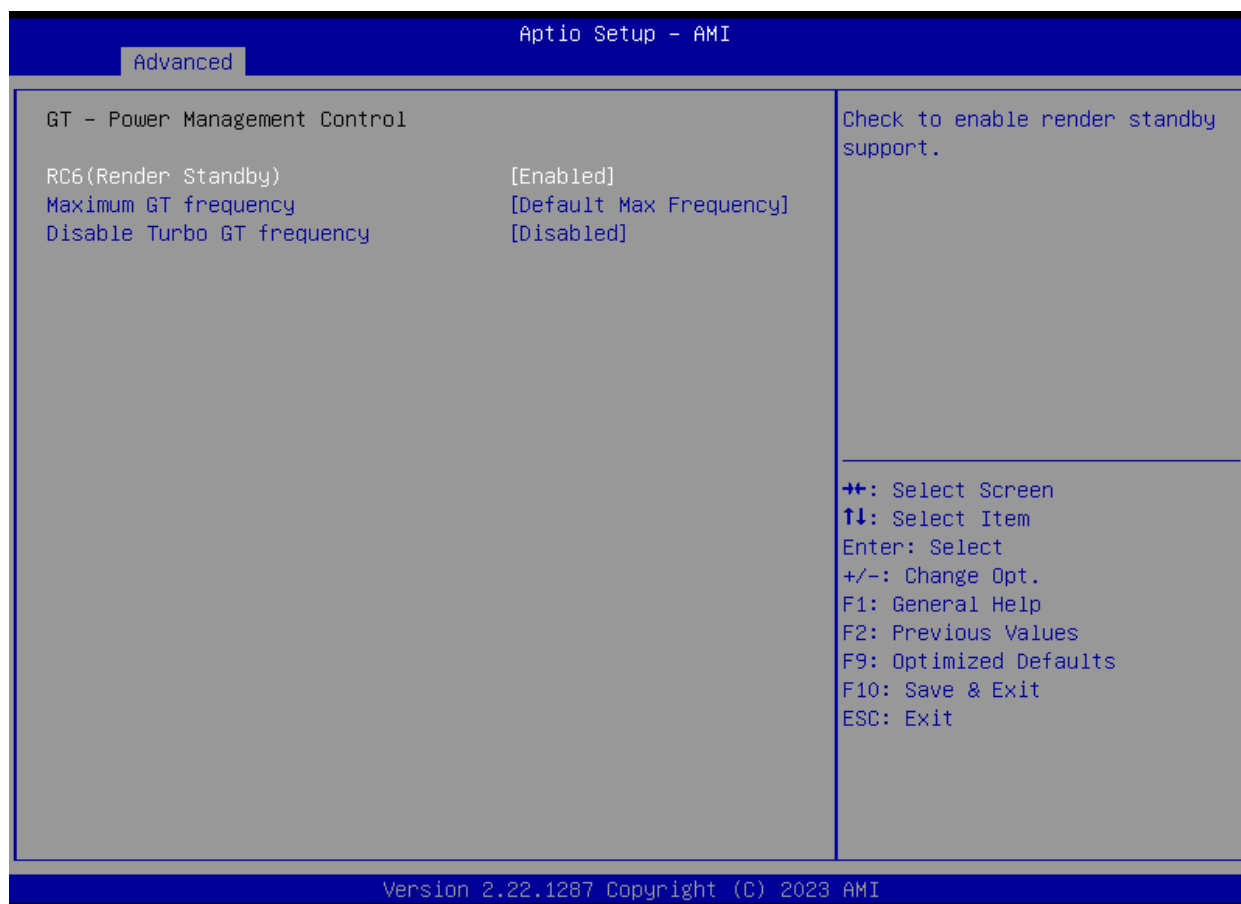 Aptio Setup – AMI
Advanced
GT – Power Management Control
RC6(Render Standby) [Enabled]
Maximum GT frequency [Default Max Frequency]
Disable Turbo GT frequency [Disabled]
Check to enable render standby
support.
→←: Select Screen
↑↓: Select Item
Enter: Select
+/-: Change Opt.
F1: General Help
F2: Previous Values
F9: Optimized Defaults
F10: Save & Exit
ESC: Exit
Version 2.22.1287 Copyright (C) 2023 AMI